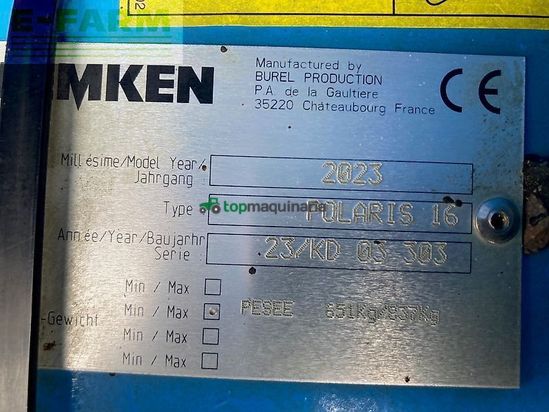 E-FARM
MKEN
Manufactured by
BUREL PRODUCTION
P.A. de la Gaultiere
35220 Châteaubourg France
CE
Millésime/Model Year/
Jahrgang :
2023
Type :
topmaquinaria
POLARIS 16
Année/Year/Baujahr
Serie :
23/KD 03 303
Min / Max
-Gewicht
Min / Max
PESEE 651Kg/937Kg
Min / Max
Min / Max